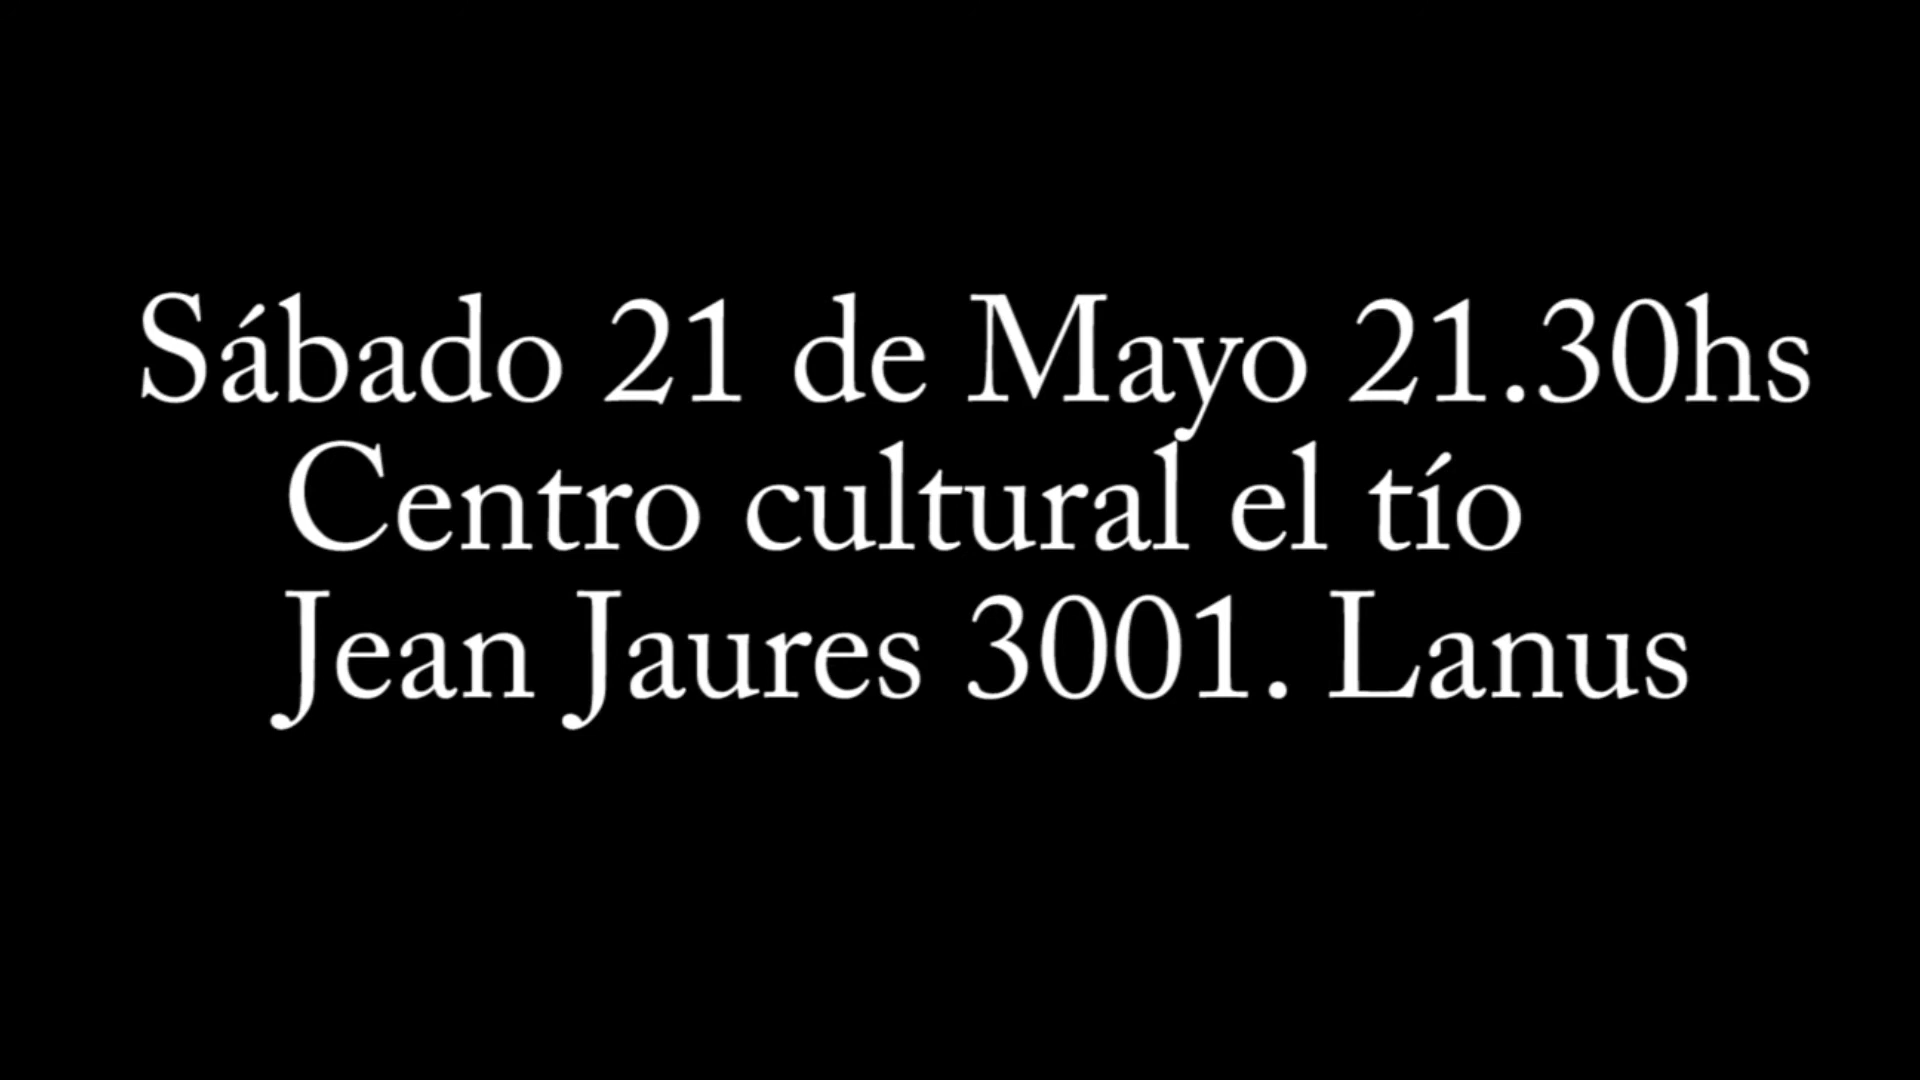 Sábado 21 de Mayo 21.30hs
Centro cultural el tío
Jean Jaures 3001. Lanus